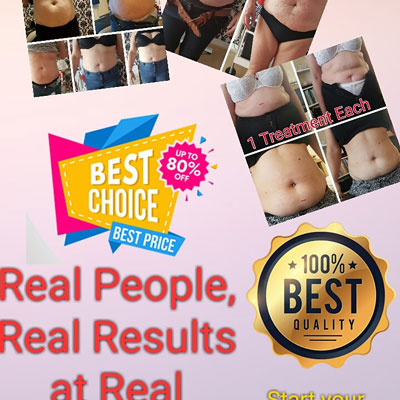 1 Treatment Each
UP TO
80%
OFF
BEST
CHOICE
BEST PRICE
Real People,
Real Results
at Real
100%
BEST
QUALITY
Start your